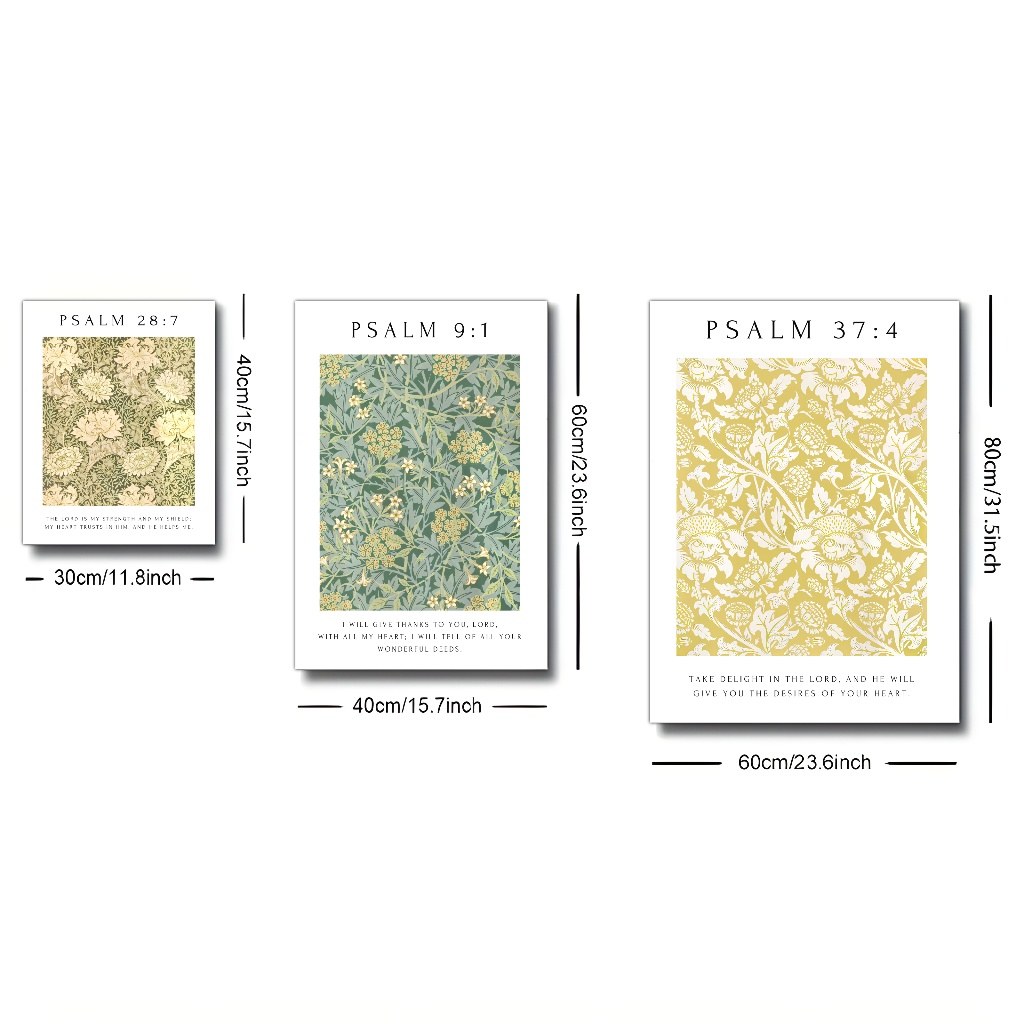 PSALM 28:7
THE LORD IS MY STRENGTH AND MY SHIELD;
MY HEART TRUSTS IN HIM, AND HE HELPS ME.
40cm/15.7inch
30cm/11.8inch
PSALM 9:1
I WILL GIVE THANKS TO YOU, LORD,
WITH ALL MY HEART; I WILL TELL OF ALL YOUR
WONDERFUL DEEDS.
60cm/23.6inch
40cm/15.7inch
PSALM 37:4
TAKE DELIGHT IN THE LORD, AND HE WILL
GIVE YOU THE DESIRES OF YOUR HEART.
80cm/31.5inch
60cm/23.6inch